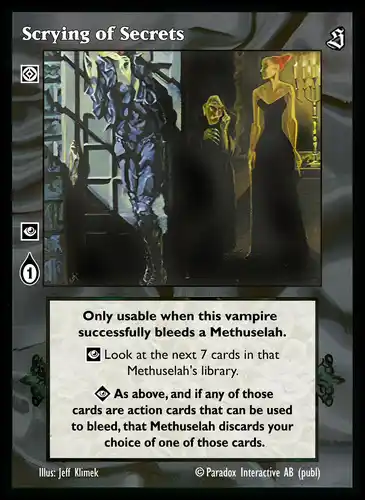 Scrying of Secrets
1
Only usable when this vampire
successfully bleeds a Methuselah.
Look at the next 7 cards in that
Methuselah's library.
As above, and if any of those
cards are action cards that can be used
to bleed, that Methuselah discards your
choice of one of those cards.
Illus: Jeff Klimek © Paradox Interactive AB (publ)